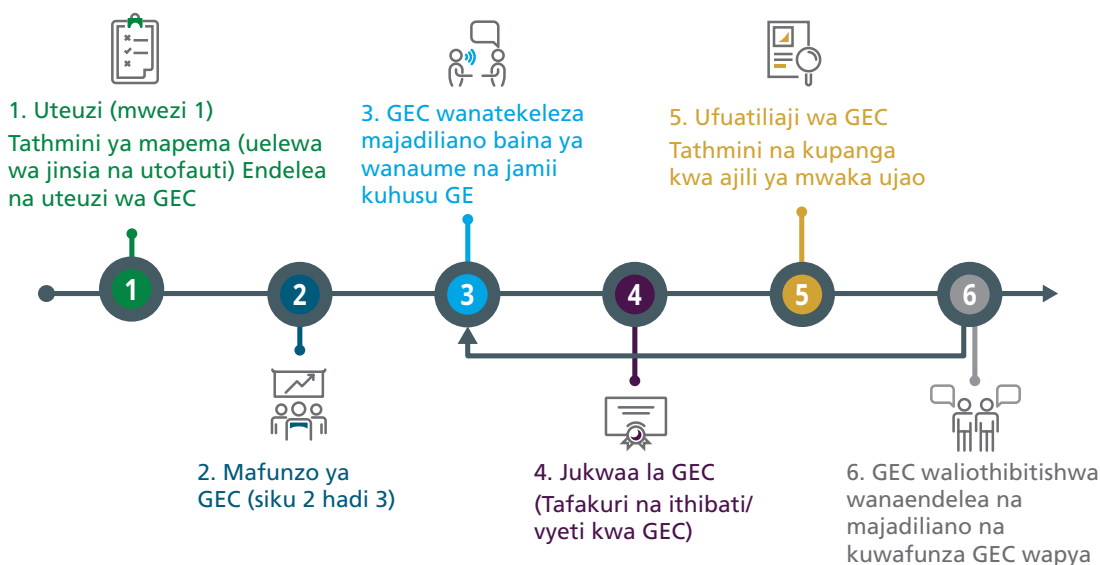 1. Uteuzi (mwezi 1)
Tathmini ya mapema (uelewa
wa jinsia na utofauti) Endelea
na uteuzi wa GEC
3. GEC wanatekeleza
majadiliano baina ya
wanaume na jamii
kuhusu GE
5. Ufuatiliaji wa GEC
Tathmini na kupanga
kwa ajili ya mwaka ujao
1
2
3
4
5
6
2. Mafunzo ya
GEC (siku 2 hadi 3)
4. Jukwaa la GEC
(Tafakuri na ithibati/
vyeti kwa GEC)
6. GEC waliothibitishwa
wanaendelea na
majadiliano na
kuwafunza GEC wapya